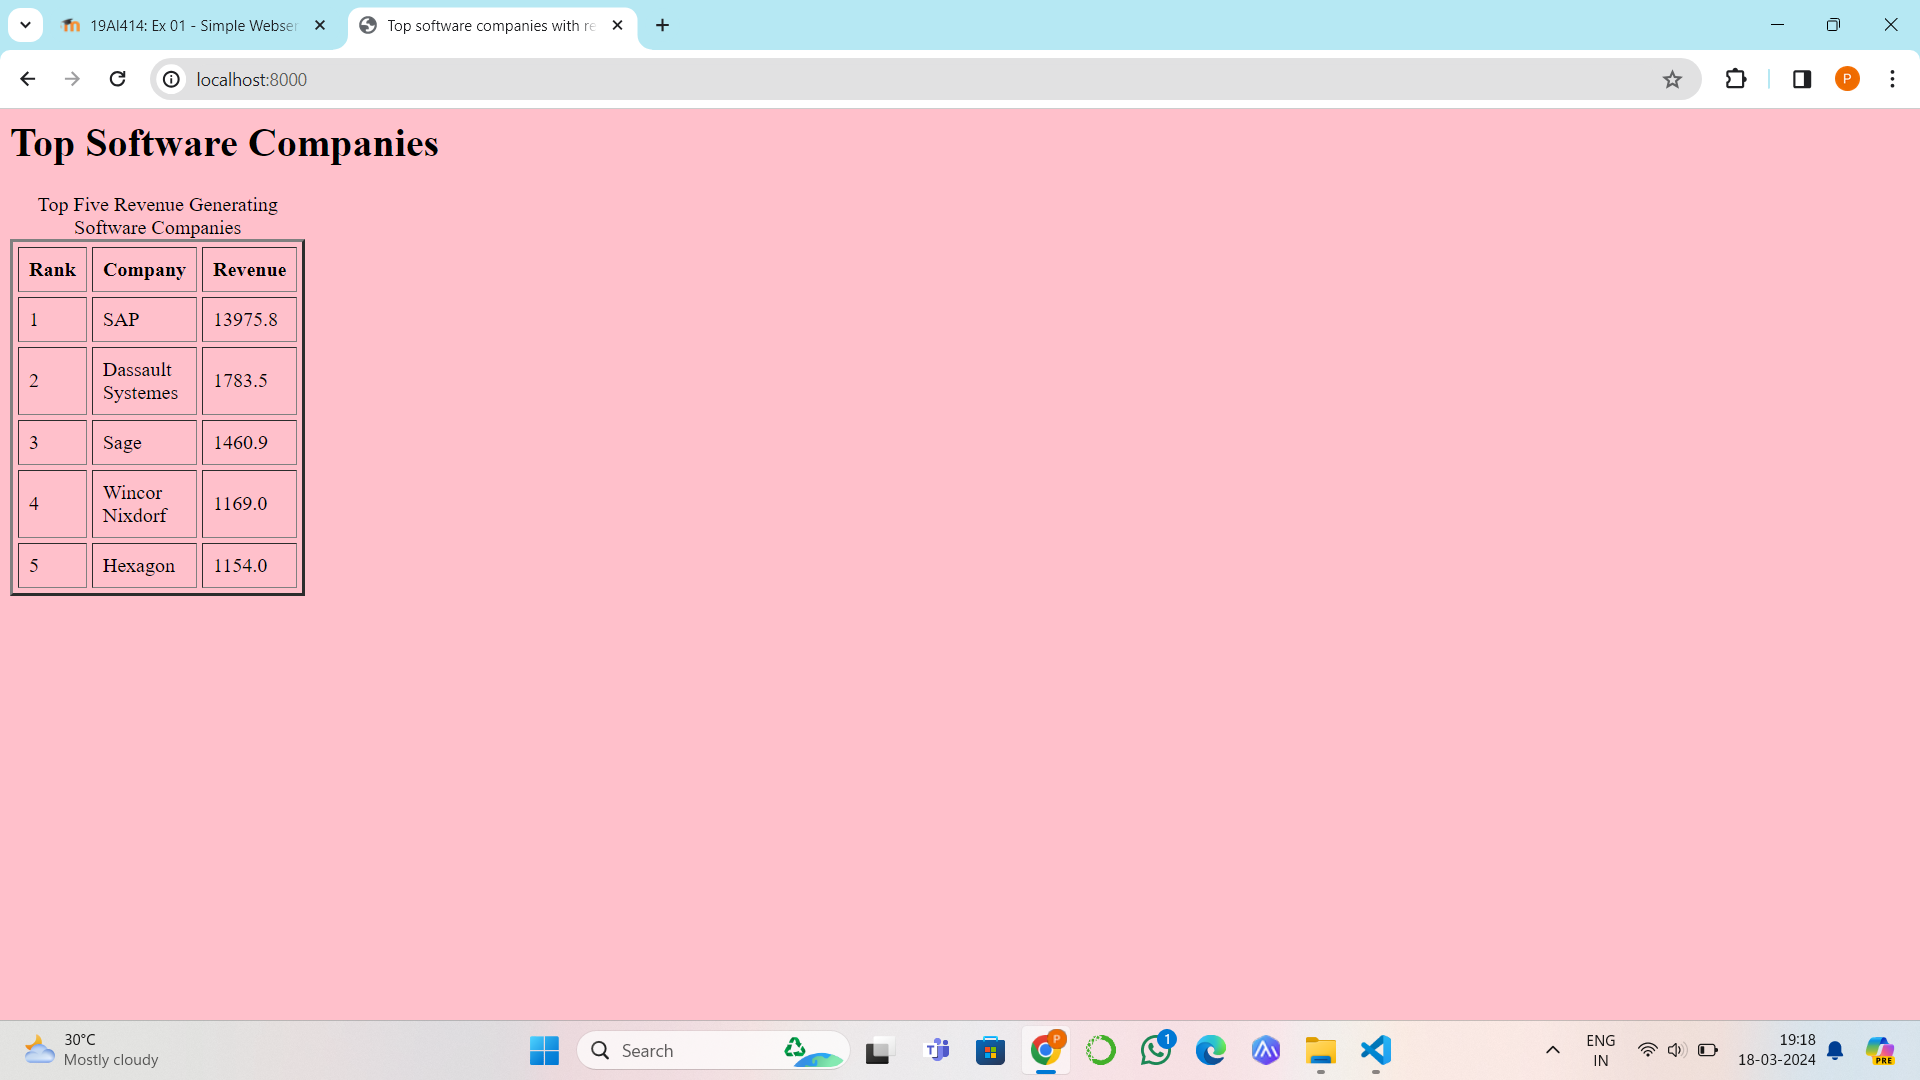 19AI414: Ex 01 - Simple Webser
Top software companies with re
localhost:8000
P
Top Software Companies
Top Five Revenue Generating
Software Companies
Rank Company Revenue
1 SAP 13975.8
2 Dassault Systemes 1783.5
3 Sage 1460.9
4 Wincor Nixdorf 1169.0
5 Hexagon 1154.0
30°C
Mostly cloudy
Search
P
1
ENG
IN
19:18
18-03-2024
PRE